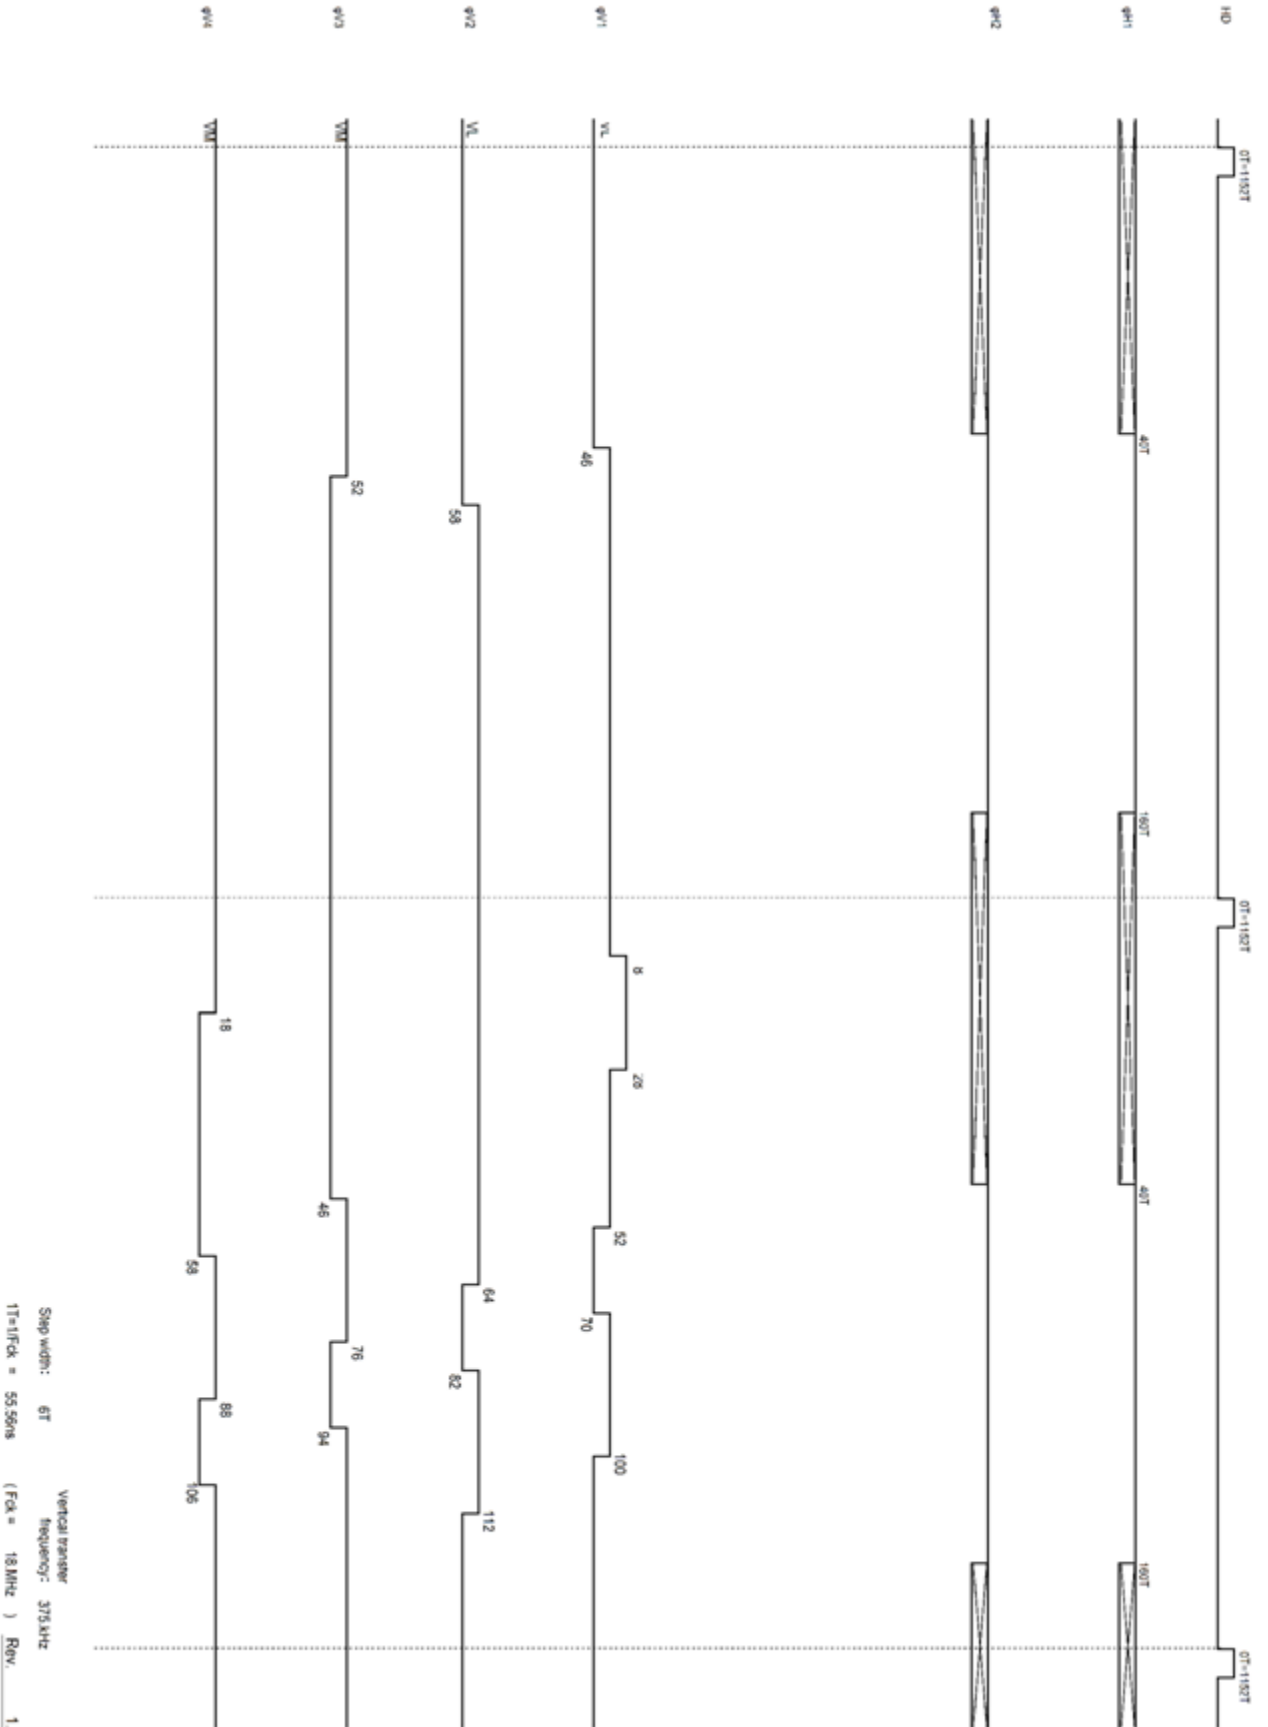 HD
0T=1152T
0T=1152T
0T=1152T
φH1
40T
160T
40T
160T
φH2
φV1
VL
46
8
28
52
70
100
φV2
VL
58
64
82
112
φV3
VM
52
46
76
94
φV4
VM
18
58
88
106
Vertical transfer
Step width: 6T frequency: 375.kHz
1T=1/Fck = 55.56ns ( Fck = 18.MHz ) Rev. 1.